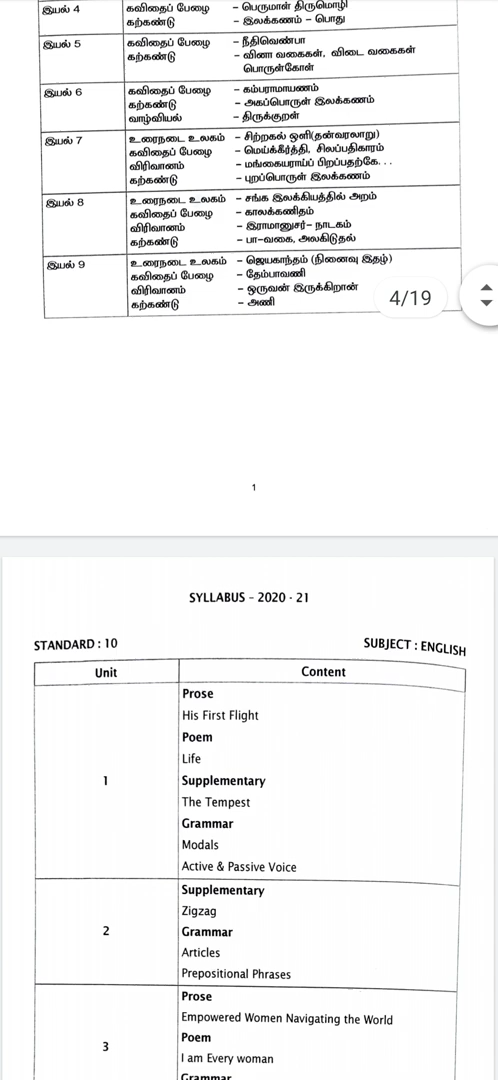 இயல் 4 கவிதைப் பேழை – பெருமாள் திருமொழி
கற்கண்டு – இலக்கணம் – பொது
இயல் 5 கவிதைப் பேழை – நீதிவெண்பா
கற்கண்டு – வினா வகைகள், விடை வகைகள்
பொருள்கோள்
இயல் 6 கவிதைப் பேழை – கம்பராமாயணம்
கற்கண்டு – அகப்பொருள் இலக்கணம்
வாழ்வியல் – திருக்குறள்
இயல் 7 உரைநடை உலகம் – சிற்றகல் ஒளி(தன்வரலாறு)
கவிதைப் பேழை – மெய்க்கீர்த்தி, சிலப்பதிகாரம்
விரிவானம் – மங்கையராய்ப் பிறப்பதற்கே...
கற்கண்டு – புறப்பொருள் இலக்கணம்
இயல் 8 உரைநடை உலகம் – சங்க இலக்கியத்தில் அறம்
கவிதைப் பேழை – காலக்கணிதம்
விரிவானம் – இராமானுசர்– நாடகம்
கற்கண்டு – பா–வகை, அலகிடுதல்
இயல் 9 உரைநடை உலகம் – ஜெயகாந்தம் (நினைவு இதழ்)
கவிதைப் பேழை – தேம்பாவணி
விரிவானம் – ஒருவன் இருக்கிறான்
கற்கண்டு – அணி
4/19
1
SYLLABUS – 2020 - 21
STANDARD : 10 SUBJECT : ENGLISH
Unit Content
Prose
His First Flight
Poem
Life
1 Supplementary
The Tempest
Grammar
Modals
Active & Passive Voice
Supplementary
Zigzag
2 Grammar
Articles
Prepositional Phrases
Prose
Empowered Women Navigating the World
3 Poem
I am Every woman
Grammar